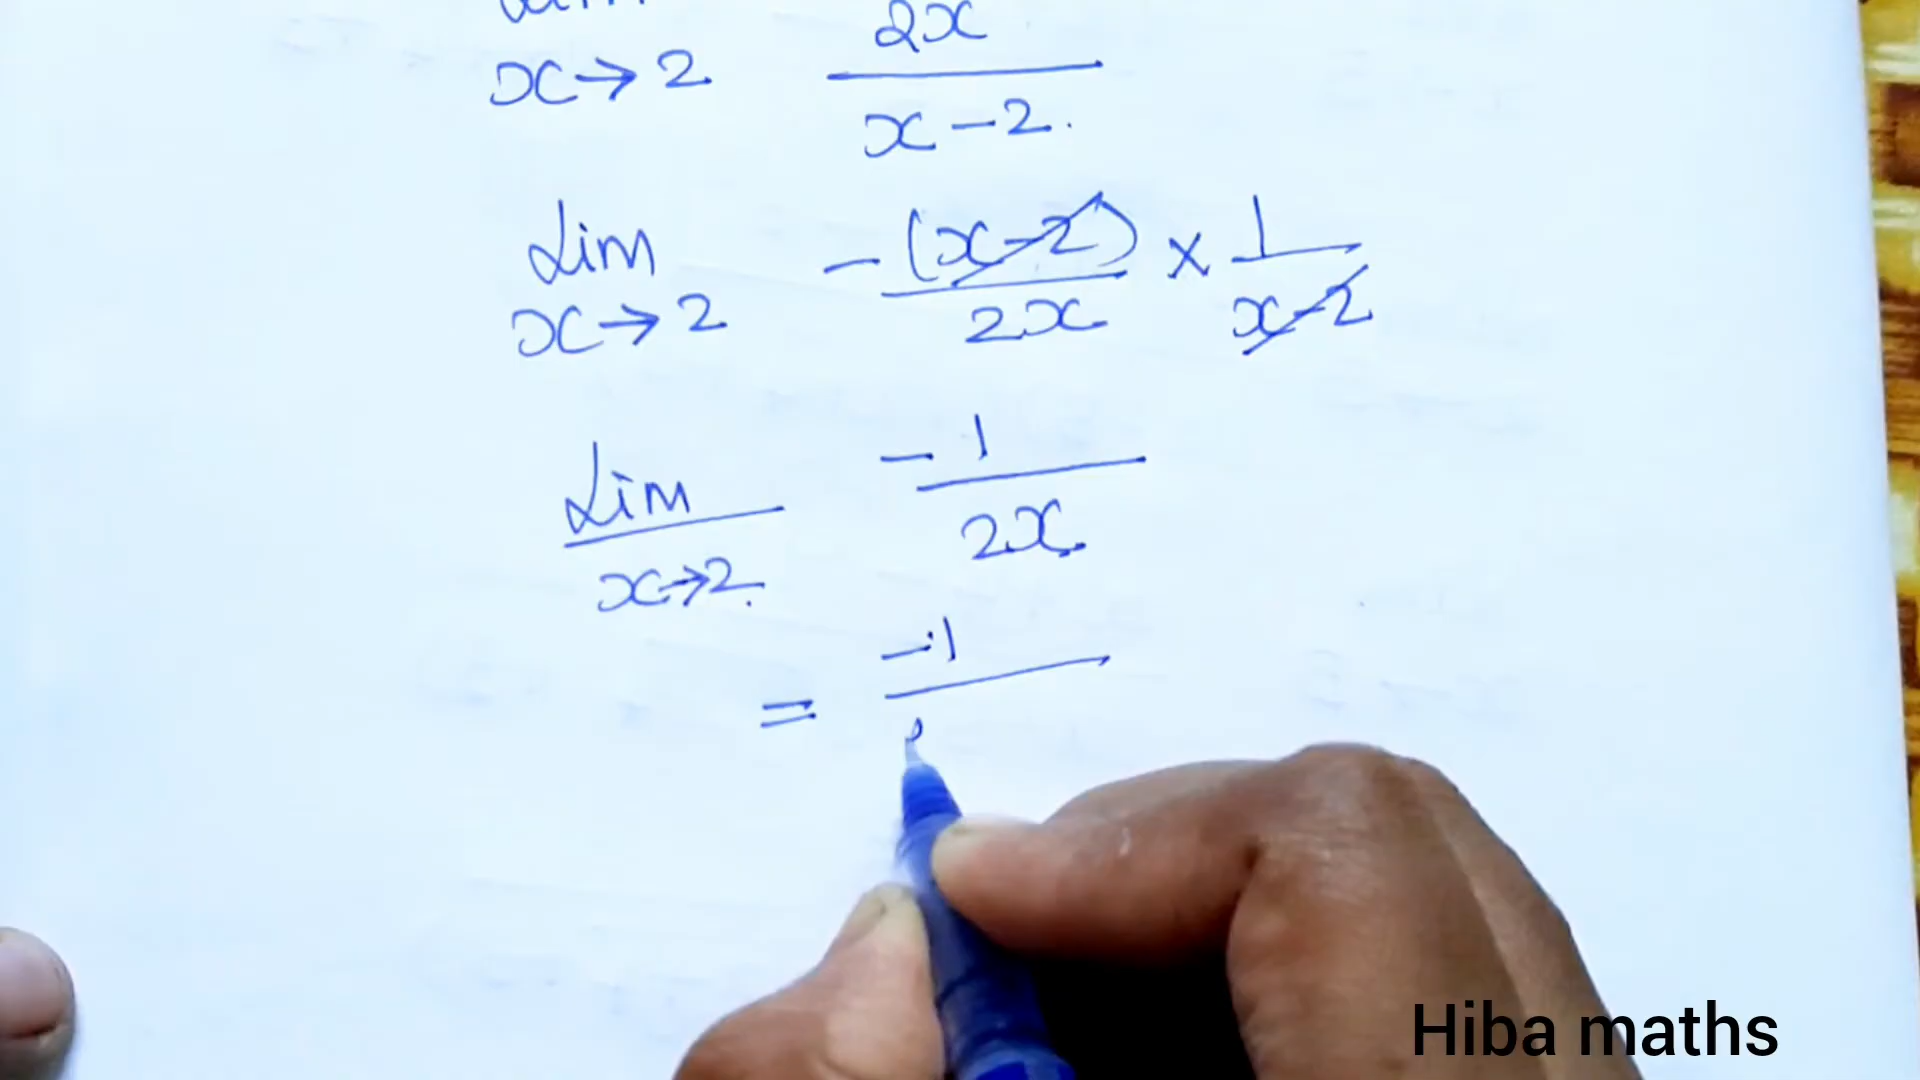 2x
x→2 x-2.
Lim -(x-2) × 1
x→2 2x x-2
Lim -1
x→2. 2x
-1
=
Hiba maths